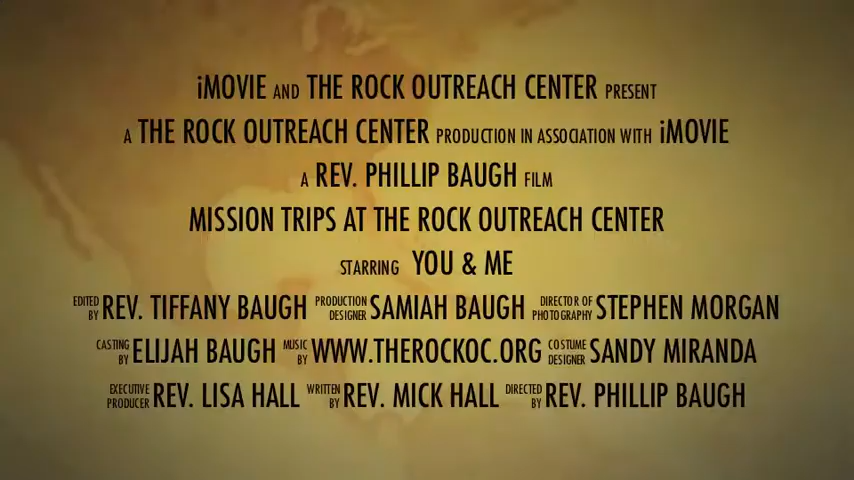 iMOVIE AND THE ROCK OUTREACH CENTER PRESENT
A THE ROCK OUTREACH CENTER PRODUCTION IN ASSOCIATION WITH iMOVIE
A REV. PHILLIP BAUGH FILM
MISSION TRIPS AT THE ROCK OUTREACH CENTER
STARRING YOU & ME
EDITED BY REV. TIFFANY BAUGH PRODUCTION DESIGNER SAMIAH BAUGH DIRECTOR OF PHOTOGRAPHY STEPHEN MORGAN
CASTING BY ELIJAH BAUGH MUSIC BY WWW.THEROCKOC.ORG COSTUME DESIGNER SANDY MIRANDA
EXECUTIVE PRODUCER REV. LISA HALL WRITTEN BY REV. MICK HALL DIRECTED BY REV. PHILLIP BAUGH